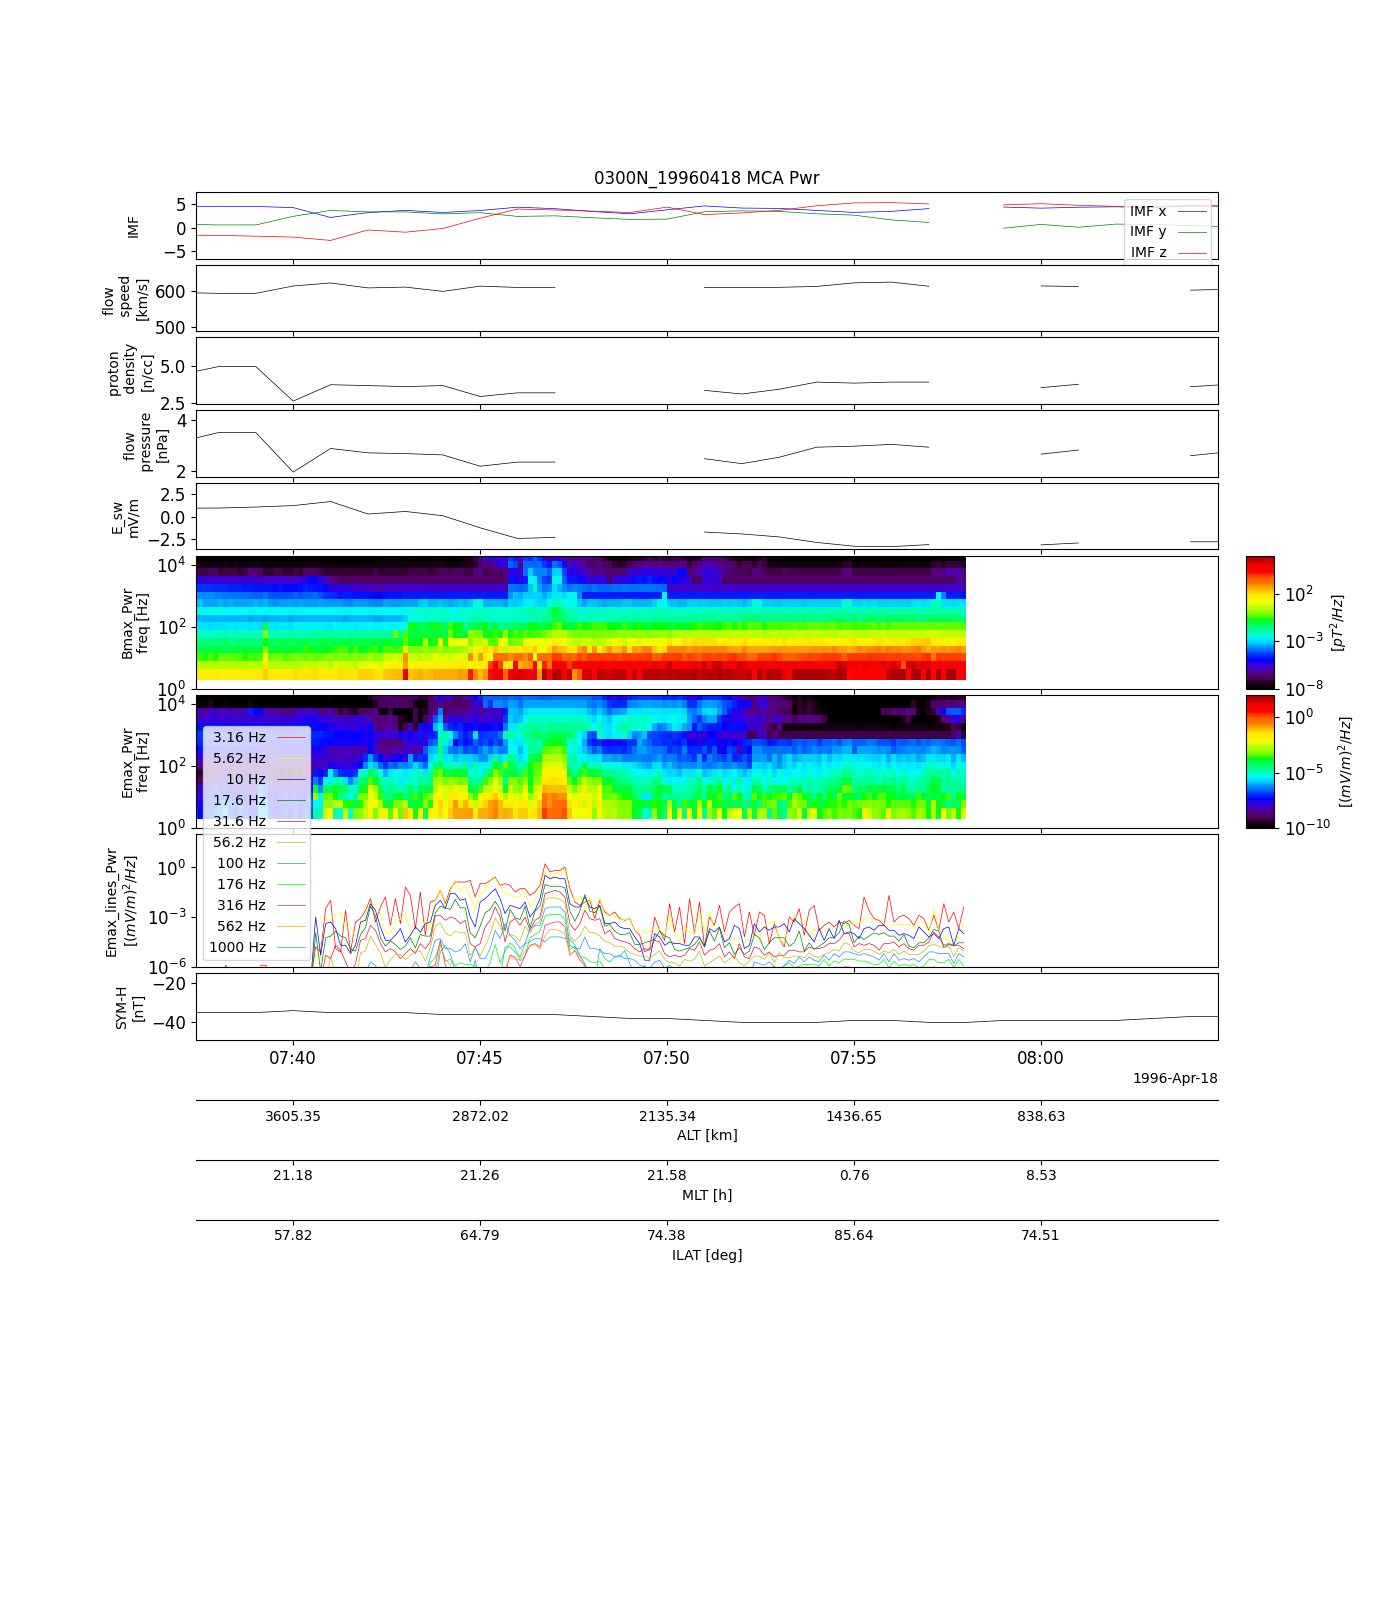 0300N_19960418 MCA Pwr
IMF
5
0
−5
IMF x
IMF y
IMF z
flow
speed
[km/s]
600
500
proton
density
[n/cc]
5.0
2.5
flow
pressure
[nPa]
4
2
E_sw
mV/m
2.5
0.0
−2.5
Bmax_Pwr
freq [Hz]
10^4
10^2
10^0
10^2
10^−3
10^−8
[pT^2/Hz]
Emax_Pwr
freq [Hz]
10^4
10^2
10^0
10^0
10^−5
10^−10
[(mV/m)^2/Hz]
3.16 Hz
5.62 Hz
10 Hz
17.6 Hz
31.6 Hz
56.2 Hz
100 Hz
176 Hz
316 Hz
562 Hz
1000 Hz
Emax_lines_Pwr
[(mV/m)^2/Hz]
10^0
10^−3
10^−6
SYM-H
[nT]
−20
−40
07:40 07:45 07:50 07:55 08:00
1996-Apr-18
3605.35 2872.02 2135.34 1436.65 838.63
ALT [km]
21.18 21.26 21.58 0.76 8.53
MLT [h]
57.82 64.79 74.38 85.64 74.51
ILAT [deg]